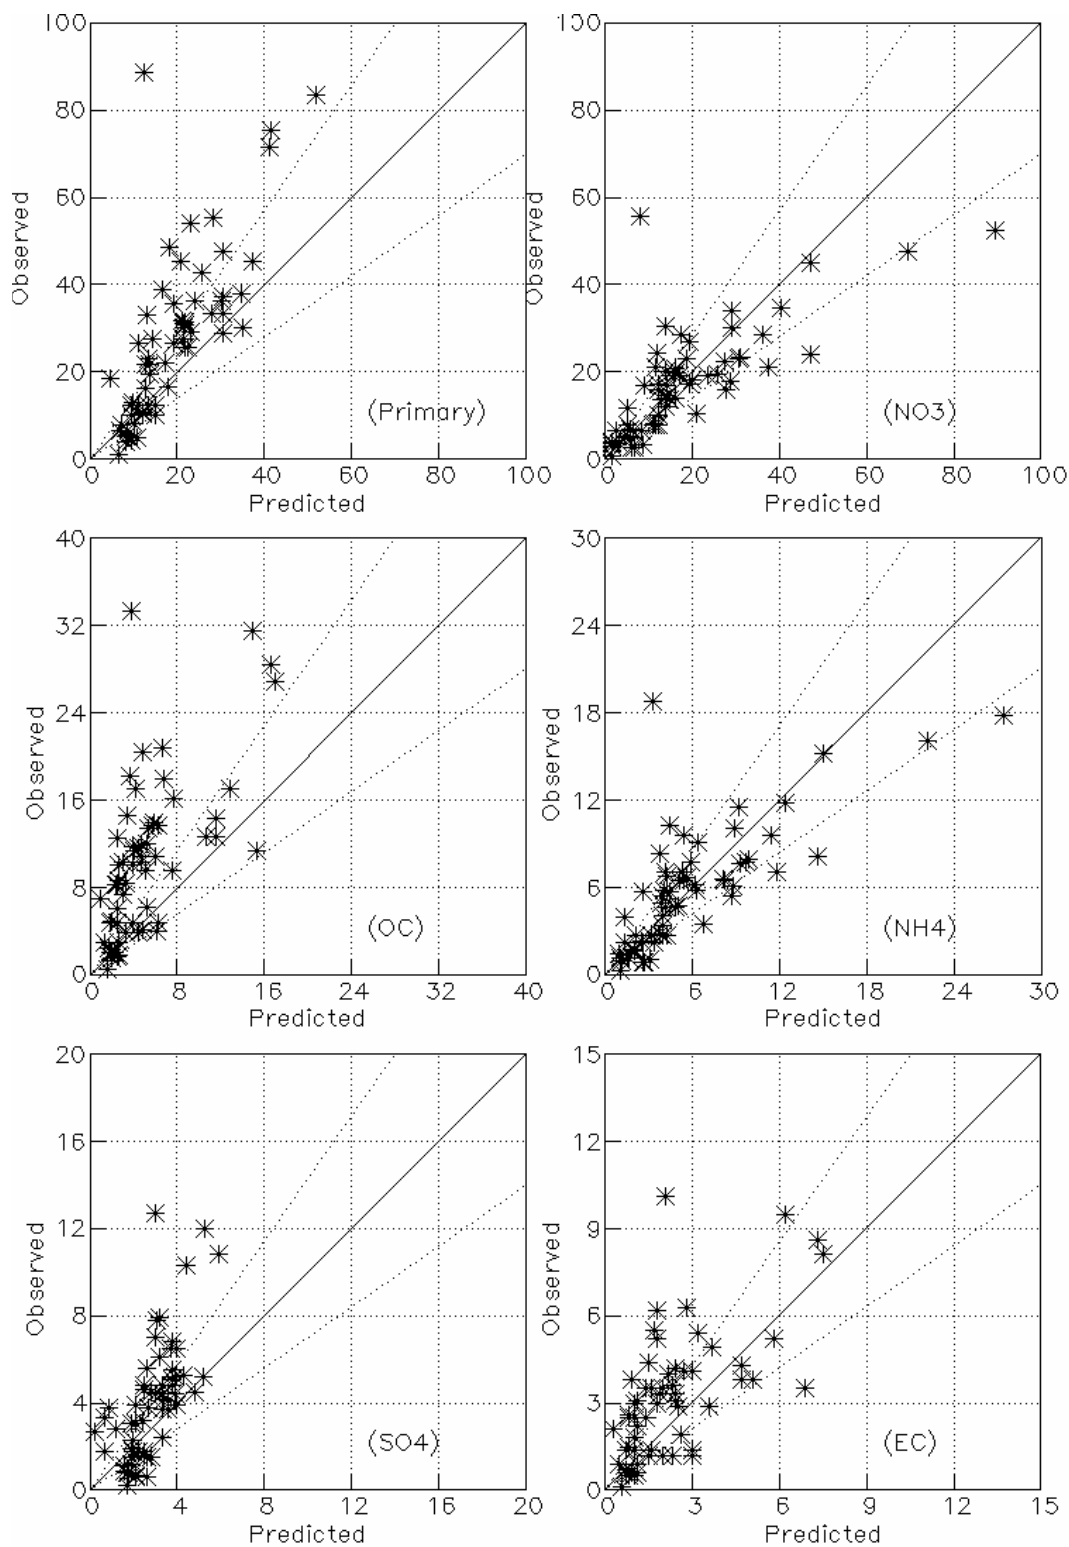 100
80
60
40
20
0
Observed
(Primary)
0 20 40 60 80 100
Predicted
100
80
60
40
20
0
Observed
(NO3)
0 20 40 60 80 100
Predicted
40
32
24
16
8
0
Observed
(OC)
0 8 16 24 32 40
Predicted
30
24
18
12
6
0
Observed
(NH4)
0 6 12 18 24 30
Predicted
20
16
12
8
4
0
Observed
(SO4)
0 4 8 12 16 20
Predicted
15
12
9
6
3
0
Observed
(EC)
0 3 6 9 12 15
Predicted